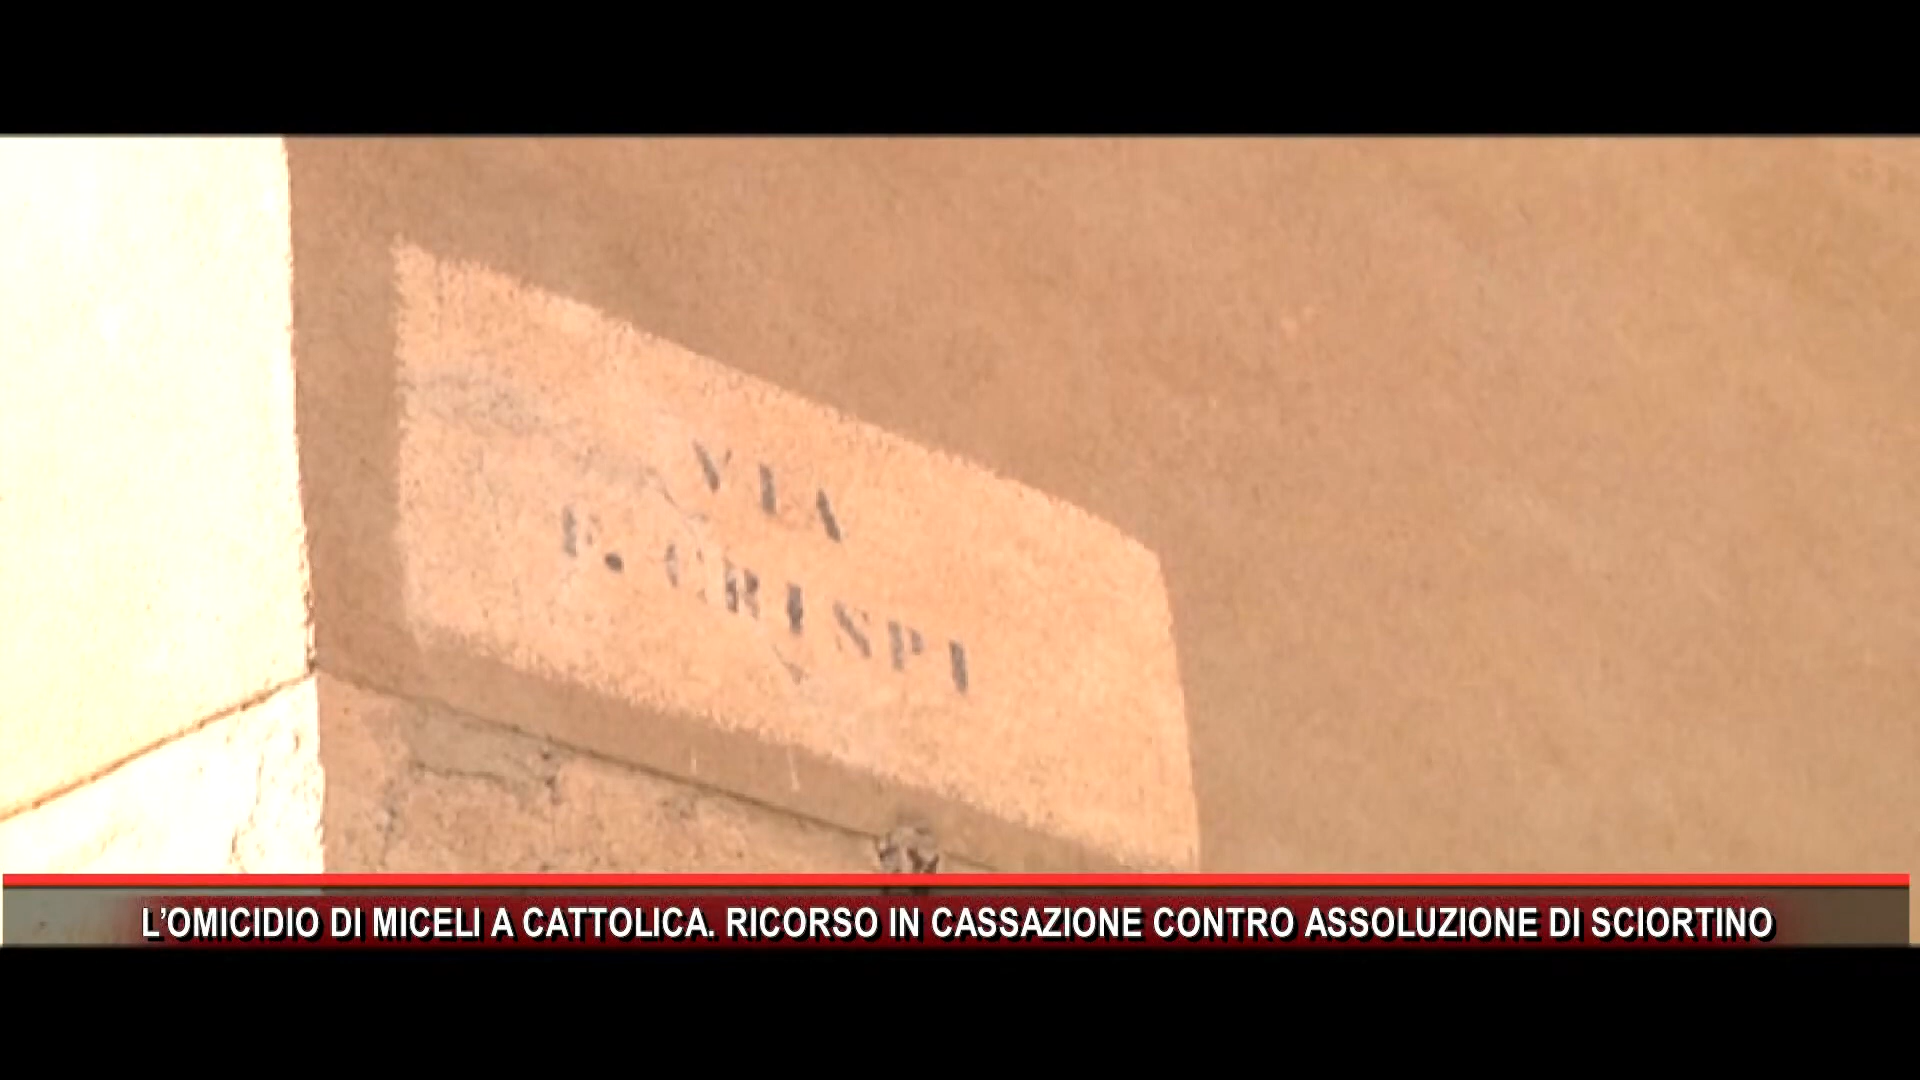 VIA
F. CRISPI
L'OMICIDIO DI MICELI A CATTOLICA. RICORSO IN CASSAZIONE CONTRO ASSOLUZIONE DI SCIORTINO